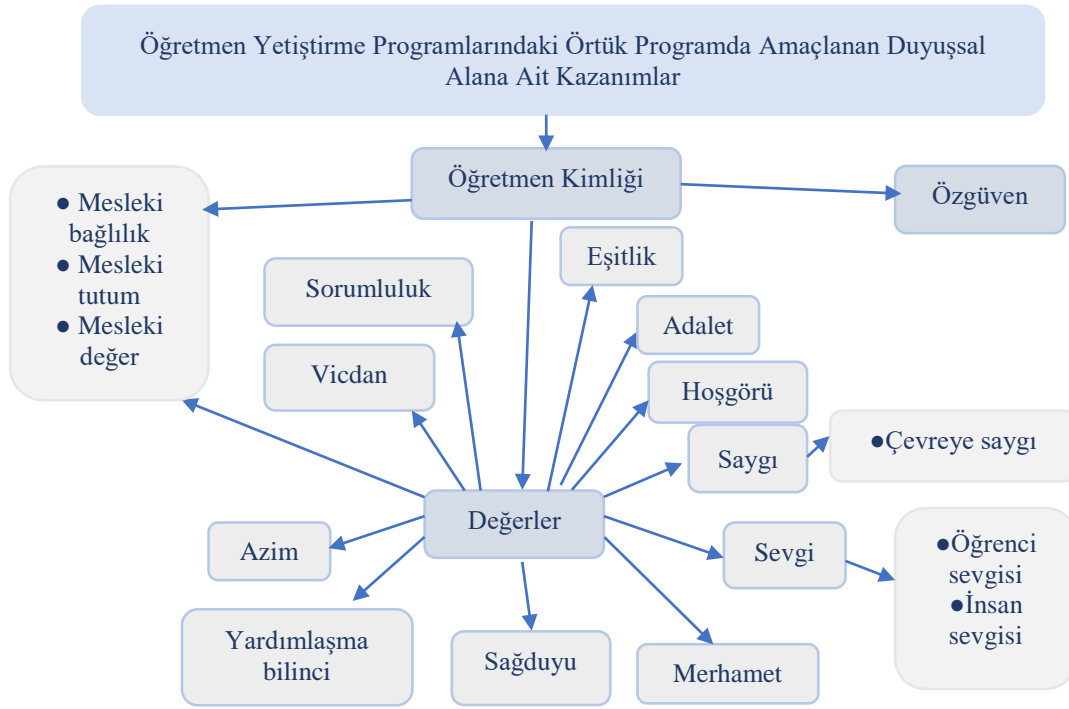 Öğretmen Yetiştirme Programlarındaki Örtük Programda Amaçlanan Duyuşsal
Alana Ait Kazanımlar
Öğretmen Kimliği
Özgüven
● Mesleki
bağlılık
● Mesleki
tutum
● Mesleki
değer
Eşitlik
Sorumluluk
Adalet
Vicdan
Hoşgörü
Saygı
●Çevreye saygı
Değerler
Azim
Sevgi
●Öğrenci
sevgisi
●İnsan
sevgisi
Yardımlaşma
bilinci
Sağduyu
Merhamet